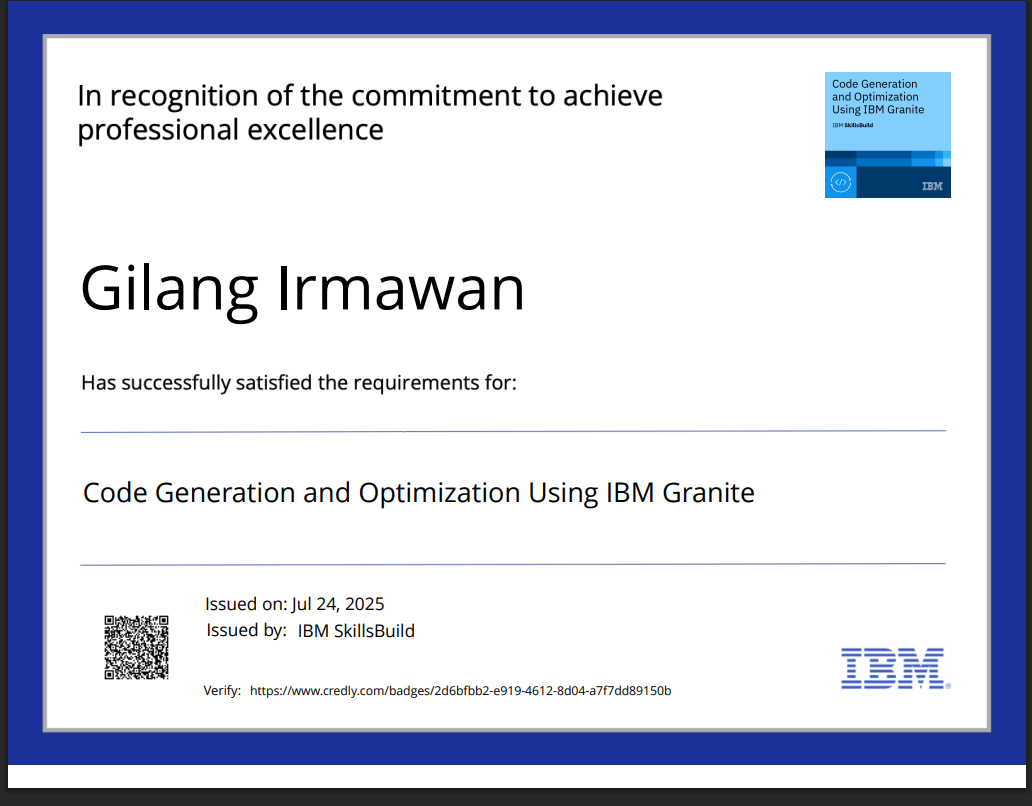 In recognition of the commitment to achieve
professional excellence
Code Generation
and Optimization
Using IBM Granite
IBM SkillsBuild
</>
IBM
Gilang Irmawan
Has successfully satisfied the requirements for:
Code Generation and Optimization Using IBM Granite
Issued on: Jul 24, 2025
Issued by: IBM SkillsBuild
Verify: https://www.credly.com/badges/2d6bfbb2-e919-4612-8d04-a7f7dd89150b
IBM®